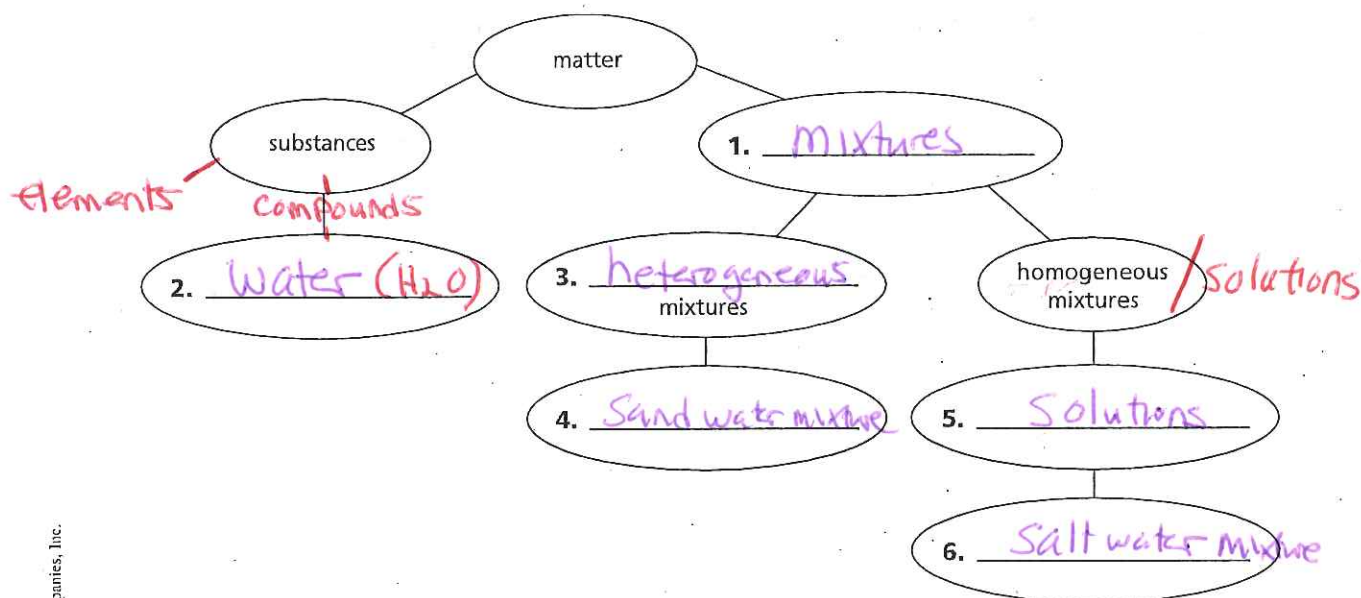 matter
substances
1. Mixtures
elements
compounds
2. Water (H2O)
3. heterogeneous
mixtures
homogeneous
mixtures
/ solutions
4. Sand water mixture
5. Solutions
6. Salt water mixture
panies, Inc.